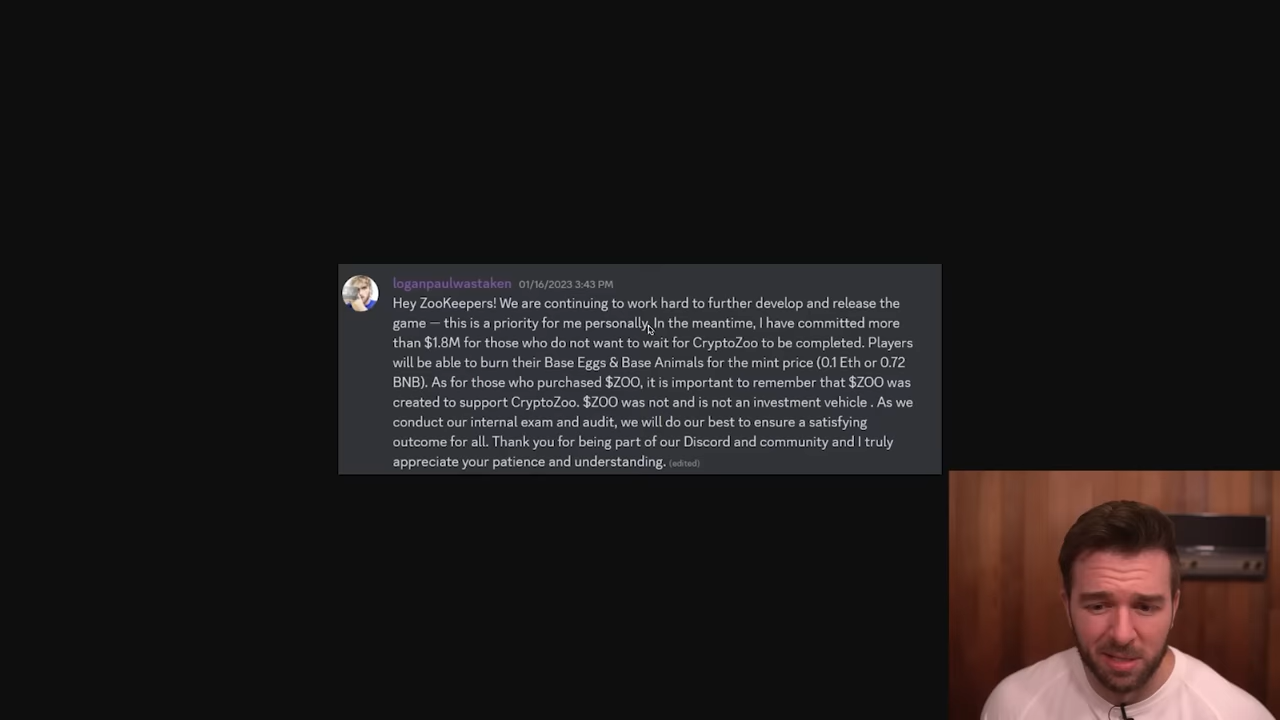 loganpaulwastaken 01/16/2023 3:43 PM
Hey ZooKeepers! We are continuing to work hard to further develop and release the
game — this is a priority for me personally. In the meantime, I have committed more
than $1.8M for those who do not want to wait for CryptoZoo to be completed. Players
will be able to burn their Base Eggs & Base Animals for the mint price (0.1 Eth or 0.72
BNB). As for those who purchased $ZOO, it is important to remember that $ZOO was
created to support CryptoZoo. $ZOO was not and is not an investment vehicle . As we
conduct our internal exam and audit, we will do our best to ensure a satisfying
outcome for all. Thank you for being part of our Discord and community and I truly
appreciate your patience and understanding. (edited)